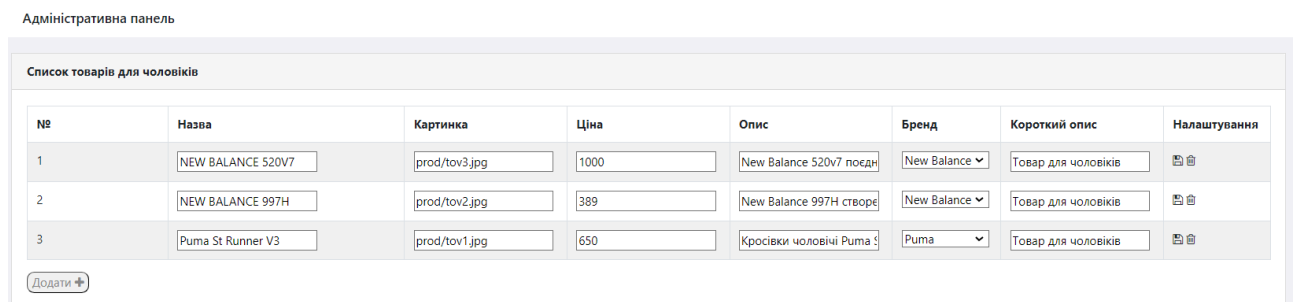 Адміністративна панель
Список товарів для чоловіків
№ Назва Картинка Ціна Опис Бренд Короткий опис Налаштування
1 NEW BALANCE 520V7 prod/tov3.jpg 1000 New Balance 520v7 поєдн New Balance Товар для чоловіків
2 NEW BALANCE 997H prod/tov2.jpg 389 New Balance 997H створе New Balance Товар для чоловіків
3 Puma St Runner V3 prod/tov1.jpg 650 Кросівки чоловічі Puma S Puma Товар для чоловіків
Додати